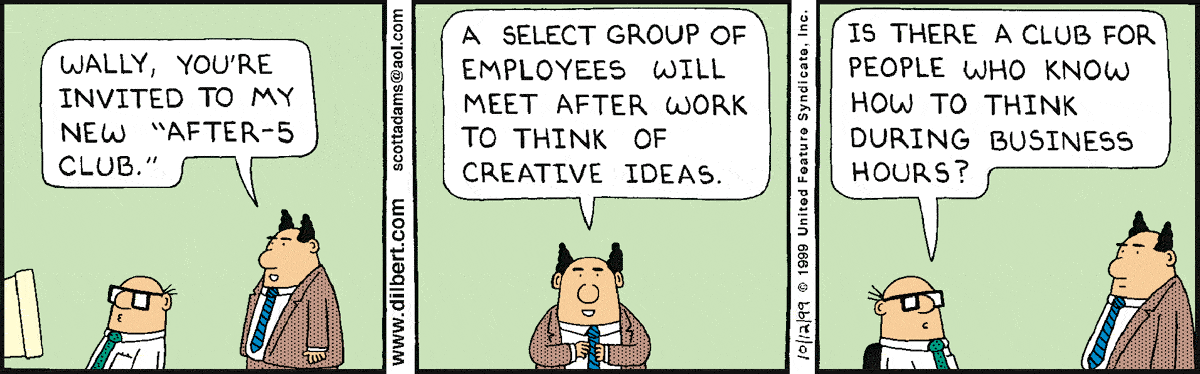 WALLY, YOU'RE
INVITED TO MY
NEW "AFTER-5
CLUB."
www.dilbert.com scottadams@aol.com
A SELECT GROUP OF
EMPLOYEES WILL
MEET AFTER WORK
TO THINK OF
CREATIVE IDEAS.
10/12/99 © 1999 United Feature Syndicate, Inc.
IS THERE A CLUB FOR
PEOPLE WHO KNOW
HOW TO THINK
DURING BUSINESS
HOURS?